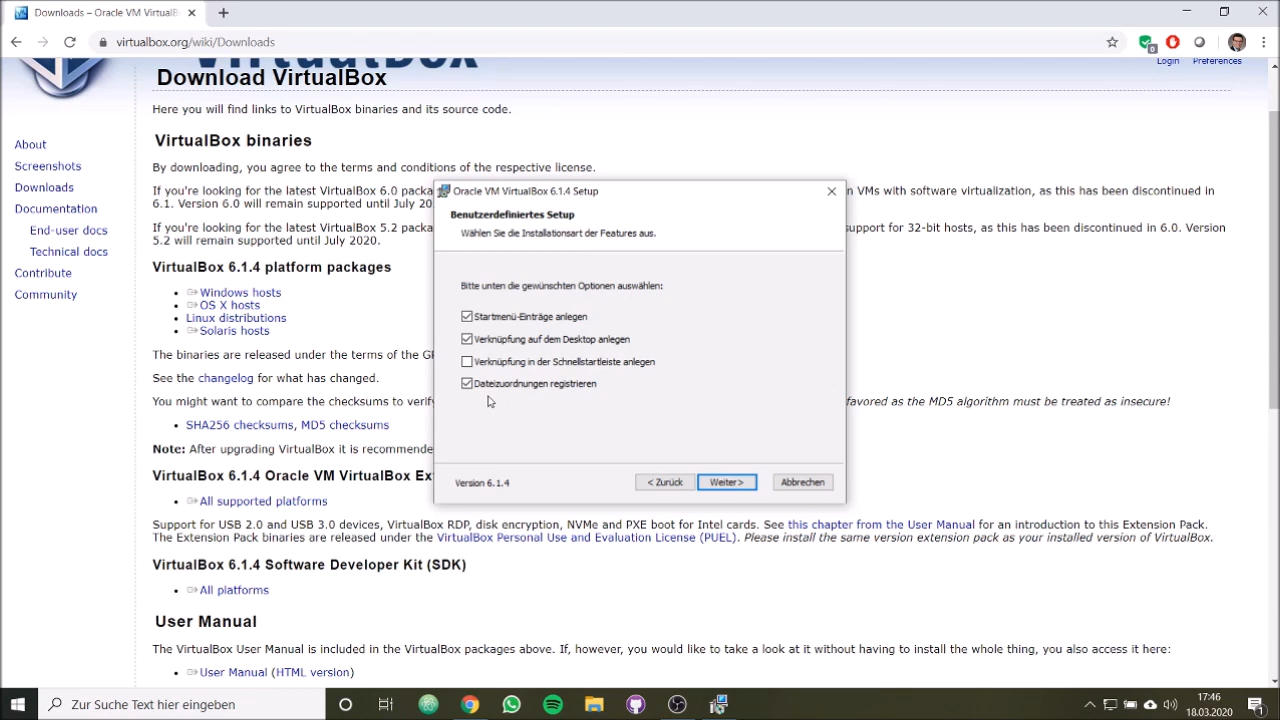 Downloads – Oracle VM VirtualB
virtualbox.org/wiki/Downloads
0
VirtualBox
Login Preferences
Download VirtualBox
Here you will find links to VirtualBox binaries and its source code.
About
Screenshots
Downloads
Documentation
End-user docs
Technical docs
Contribute
Community
VirtualBox binaries
By downloading, you agree to the terms and conditions of the respective license.
If you're looking for the latest VirtualBox 6.0 packa n VMs with software virtualization, as this has been discontinued in
6.1. Version 6.0 will remain supported until July 20
If you're looking for the latest VirtualBox 5.2 packa support for 32-bit hosts, as this has been discontinued in 6.0. Version
5.2 will remain supported until July 2020.
VirtualBox 6.1.4 platform packages
Windows hosts
OS X hosts
Linux distributions
Solaris hosts
The binaries are released under the terms of the GP
See the changelog for what has changed.
You might want to compare the checksums to verify favored as the MD5 algorithm must be treated as insecure!
SHA256 checksums, MD5 checksums
Note: After upgrading VirtualBox it is recommende
VirtualBox 6.1.4 Oracle VM VirtualBox Ex
All supported platforms
Support for USB 2.0 and USB 3.0 devices, VirtualBox RDP, disk encryption, NVMe and PXE boot for Intel cards. See this chapter from the User Manual for an introduction to this Extension Pack.
The Extension Pack binaries are released under the VirtualBox Personal Use and Evaluation License (PUEL). Please install the same version extension pack as your installed version of VirtualBox.
VirtualBox 6.1.4 Software Developer Kit (SDK)
All platforms
User Manual
The VirtualBox User Manual is included in the VirtualBox packages above. If, however, you would like to take a look at it without having to install the whole thing, you also access it here:
User Manual (HTML version)
Oracle VM VirtualBox 6.1.4 Setup
Benutzerdefiniertes Setup
Wählen Sie die Installationsart der Features aus.
Bitte unten die gewünschten Optionen auswählen:
Startmenü-Einträge anlegen
Verknüpfung auf dem Desktop anlegen
Verknüpfung in der Schnellstartleiste anlegen
Dateizuordnungen registrieren
Version 6.1.4
< Zurück Weiter> Abbrechen
Zur Suche Text hier eingeben
17:46
18.03.2020
1